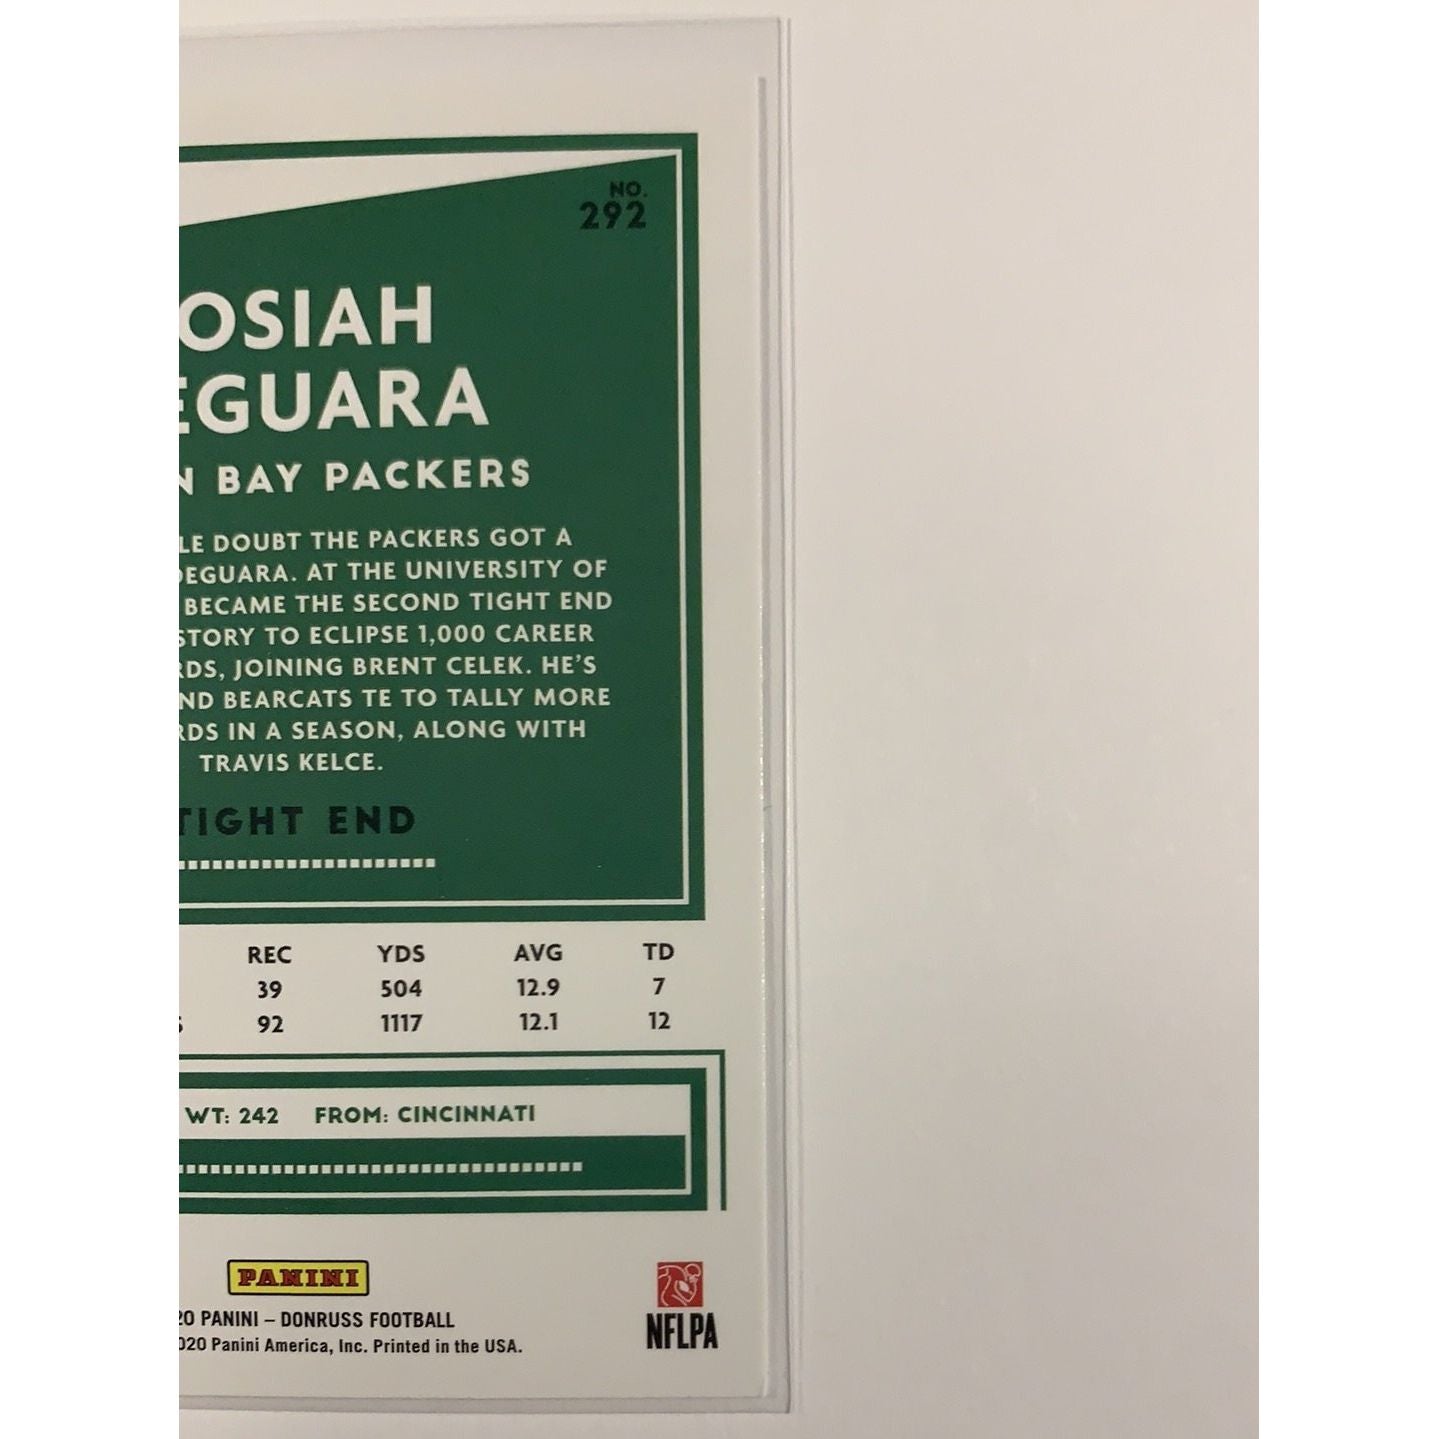 NO.
292
OSIAH
EGUARA
N BAY PACKERS
LE DOUBT THE PACKERS GOT A
DEGUARA. AT THE UNIVERSITY OF
BECAME THE SECOND TIGHT END
STORY TO ECLIPSE 1,000 CAREER
RDS, JOINING BRENT CELEK. HE'S
ND BEARCATS TE TO TALLY MORE
RDS IN A SEASON, ALONG WITH
TRAVIS KELCE.
TIGHT END
REC YDS AVG TD
39 504 12.9 7
92 1117 12.1 12
WT: 242 FROM: CINCINNATI
PANINI
20 PANINI – DONRUSS FOOTBALL
020 Panini America, Inc. Printed in the USA.
NFLPA